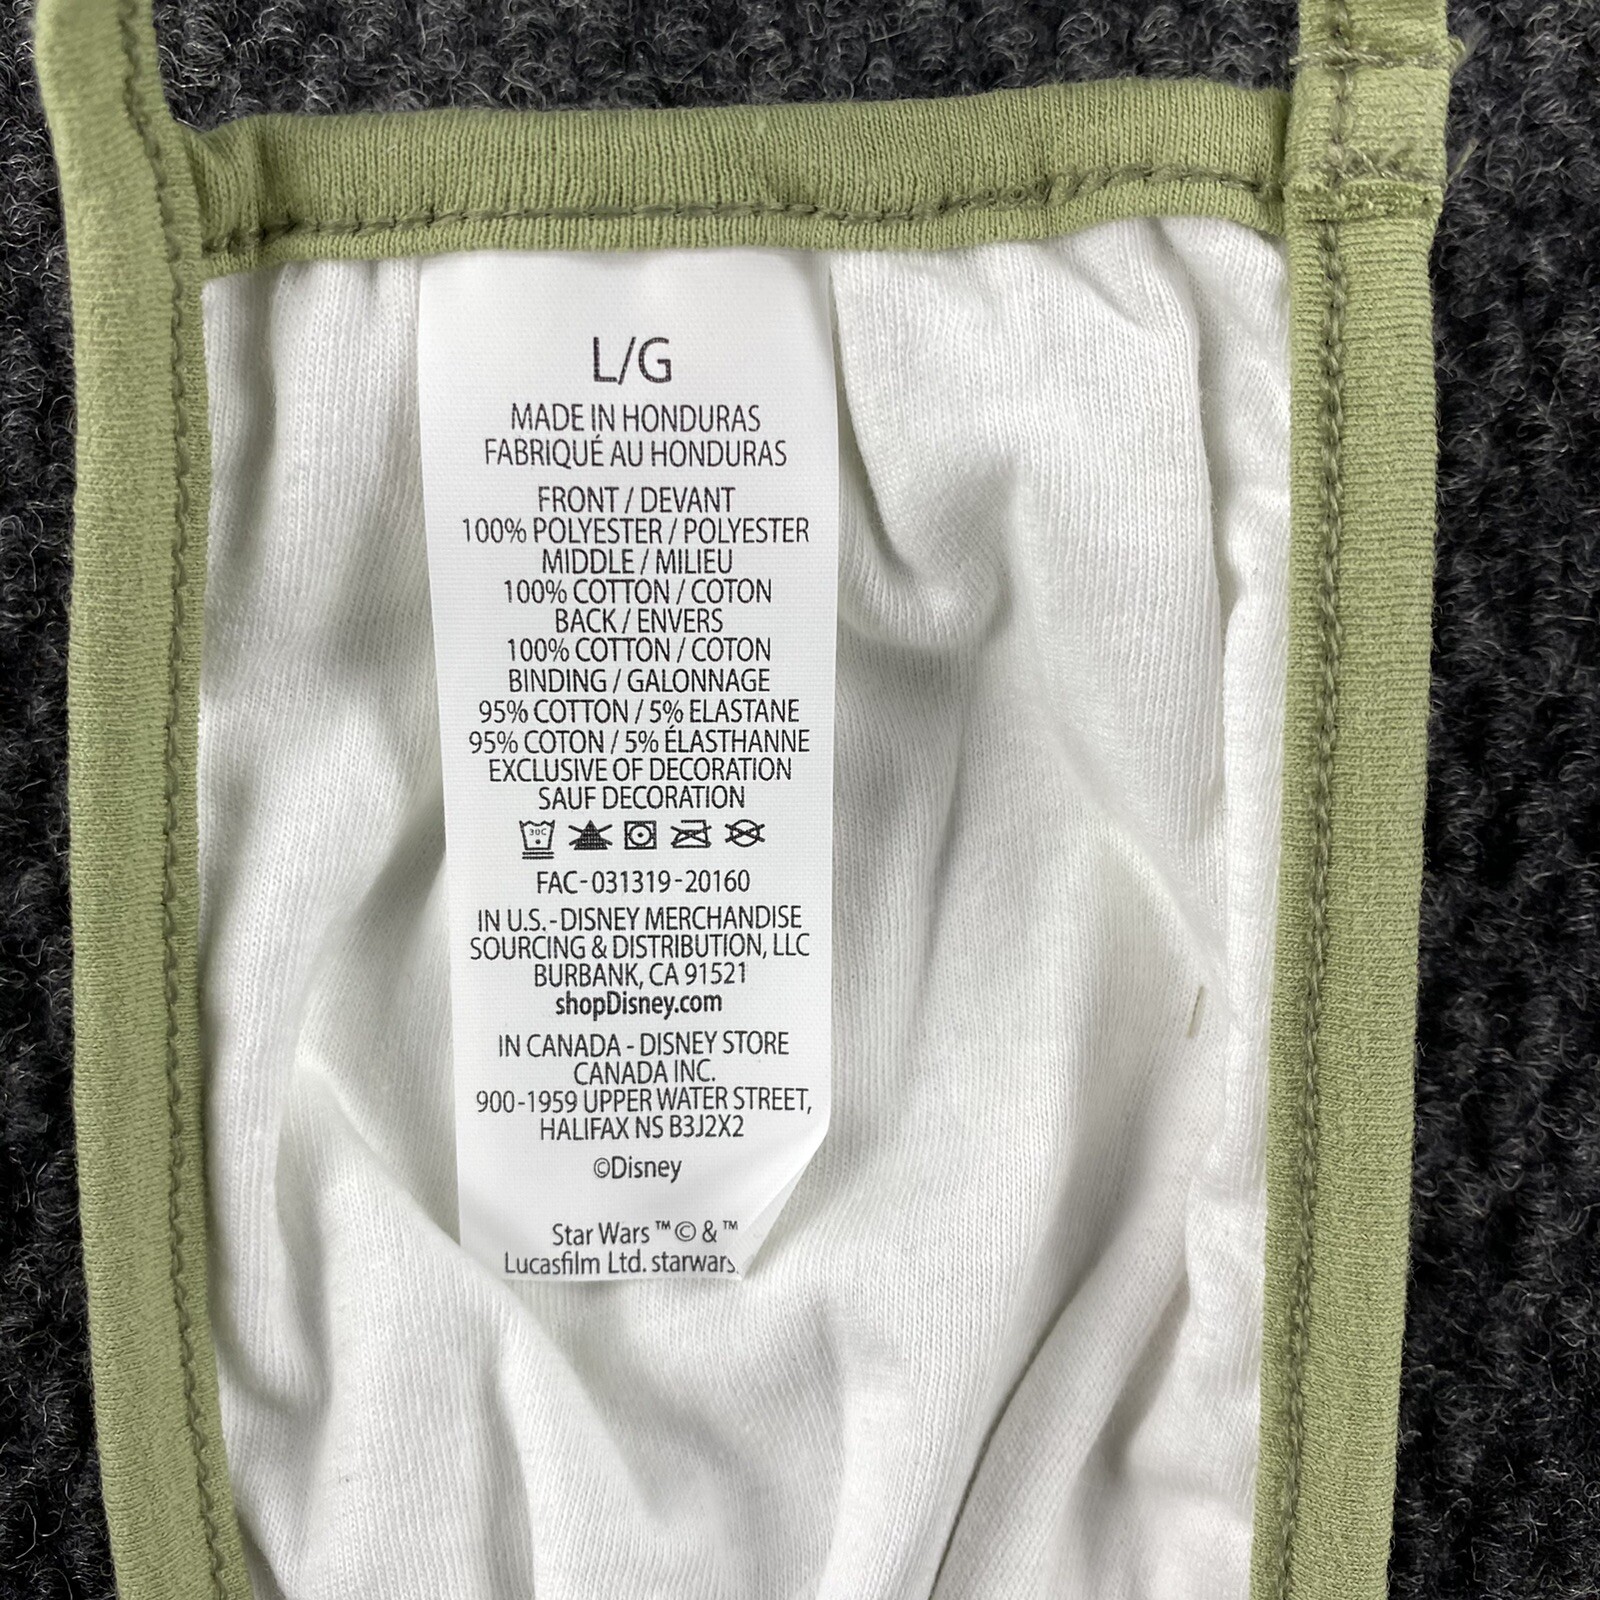 L/G
MADE IN HONDURAS
FABRIQUÉ AU HONDURAS
FRONT / DEVANT
100% POLYESTER / POLYESTER
MIDDLE / MILIEU
100% COTTON / COTON
BACK / ENVERS
100% COTTON / COTON
BINDING / GALONNAGE
95% COTTON / 5% ELASTANE
95% COTON / 5% ÉLASTHANNE
EXCLUSIVE OF DECORATION
SAUF DECORATION
30C
FAC-031319-20160
IN U.S.-DISNEY MERCHANDISE
SOURCING & DISTRIBUTION, LLC
BURBANK, CA 91521
shopDisney.com
IN CANADA - DISNEY STORE
CANADA INC.
900-1959 UPPER WATER STREET,
HALIFAX NS B3J2X2
©Disney
Star Wars ™ © & ™
Lucasfilm Ltd. starwars.